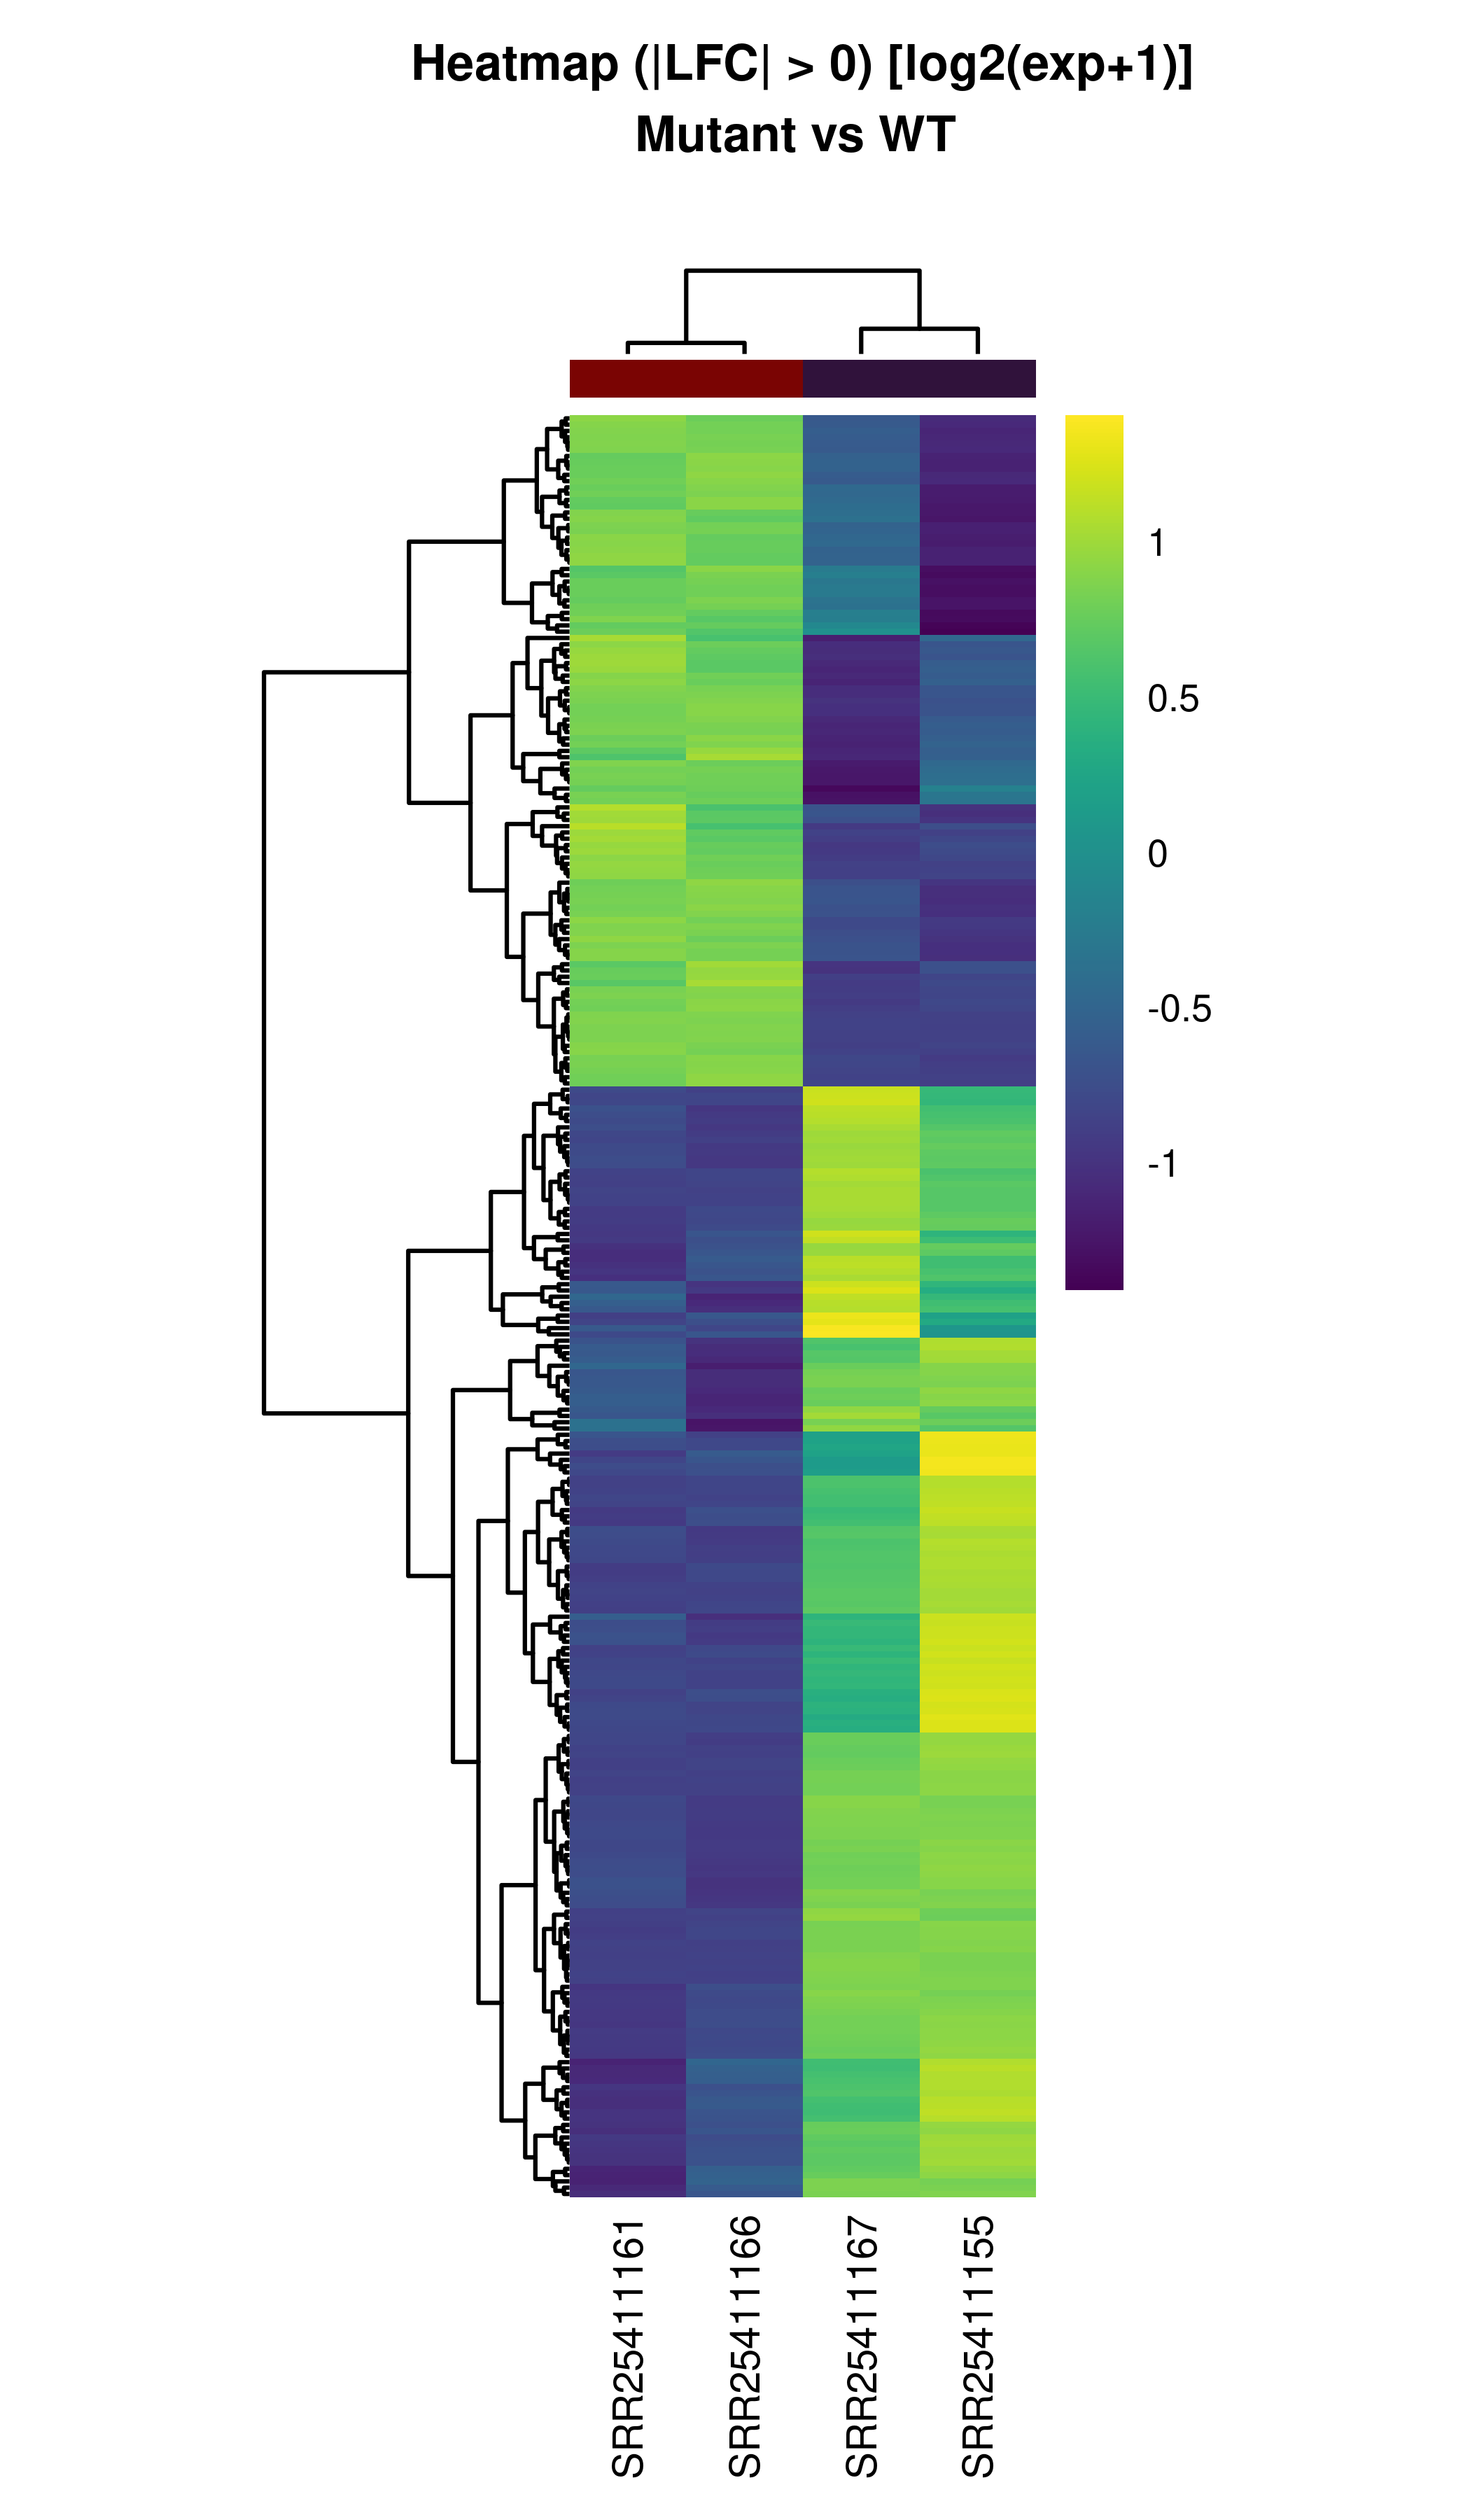 Heatmap (|LFC| > 0) [log2(exp+1)]
Mutant vs WT
1
0.5
0
-0.5
-1
SRR25411161
SRR25411166
SRR25411167
SRR25411155